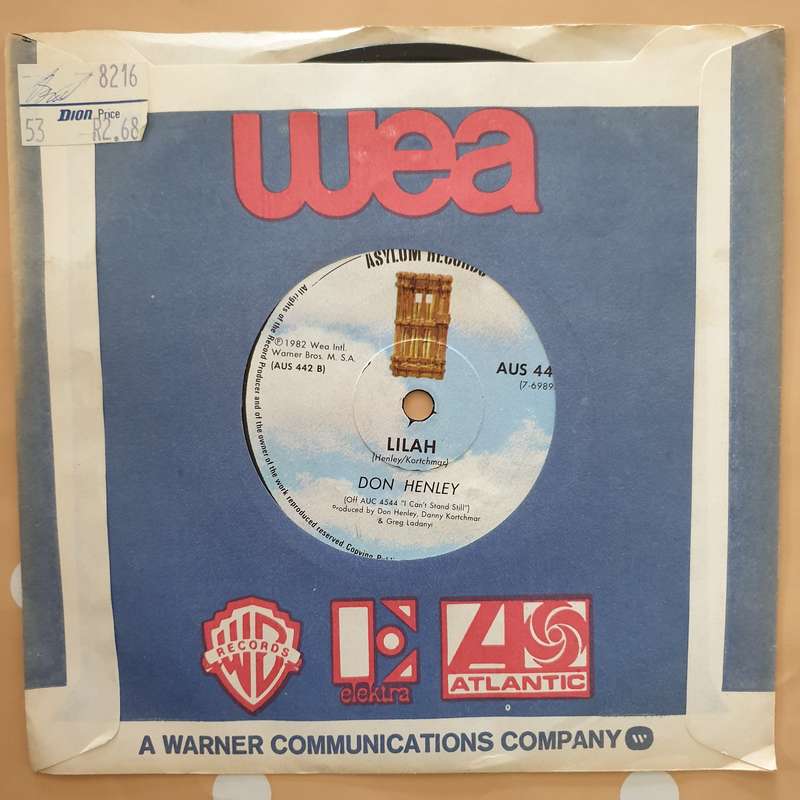 8216
DION Price
53 R2.68
wea
ASYLUM RECORDS
℗1982 Wea Intl.
Warner Bros. M. S.A.
(AUS 442 B)
AUS 44
(7-6989
All rights of the Record Producer and of the owner of the work reproduced reserved. Copying,
LILAH
(Henley/Kortchmar)
DON HENLEY
(Off AUC 4544 "I Can't Stand Still")
Produced by Don Henley, Danny Kortchmar
& Greg Ladanyi
WB RECORDS
E elektra
ATLANTIC
A WARNER COMMUNICATIONS COMPANY